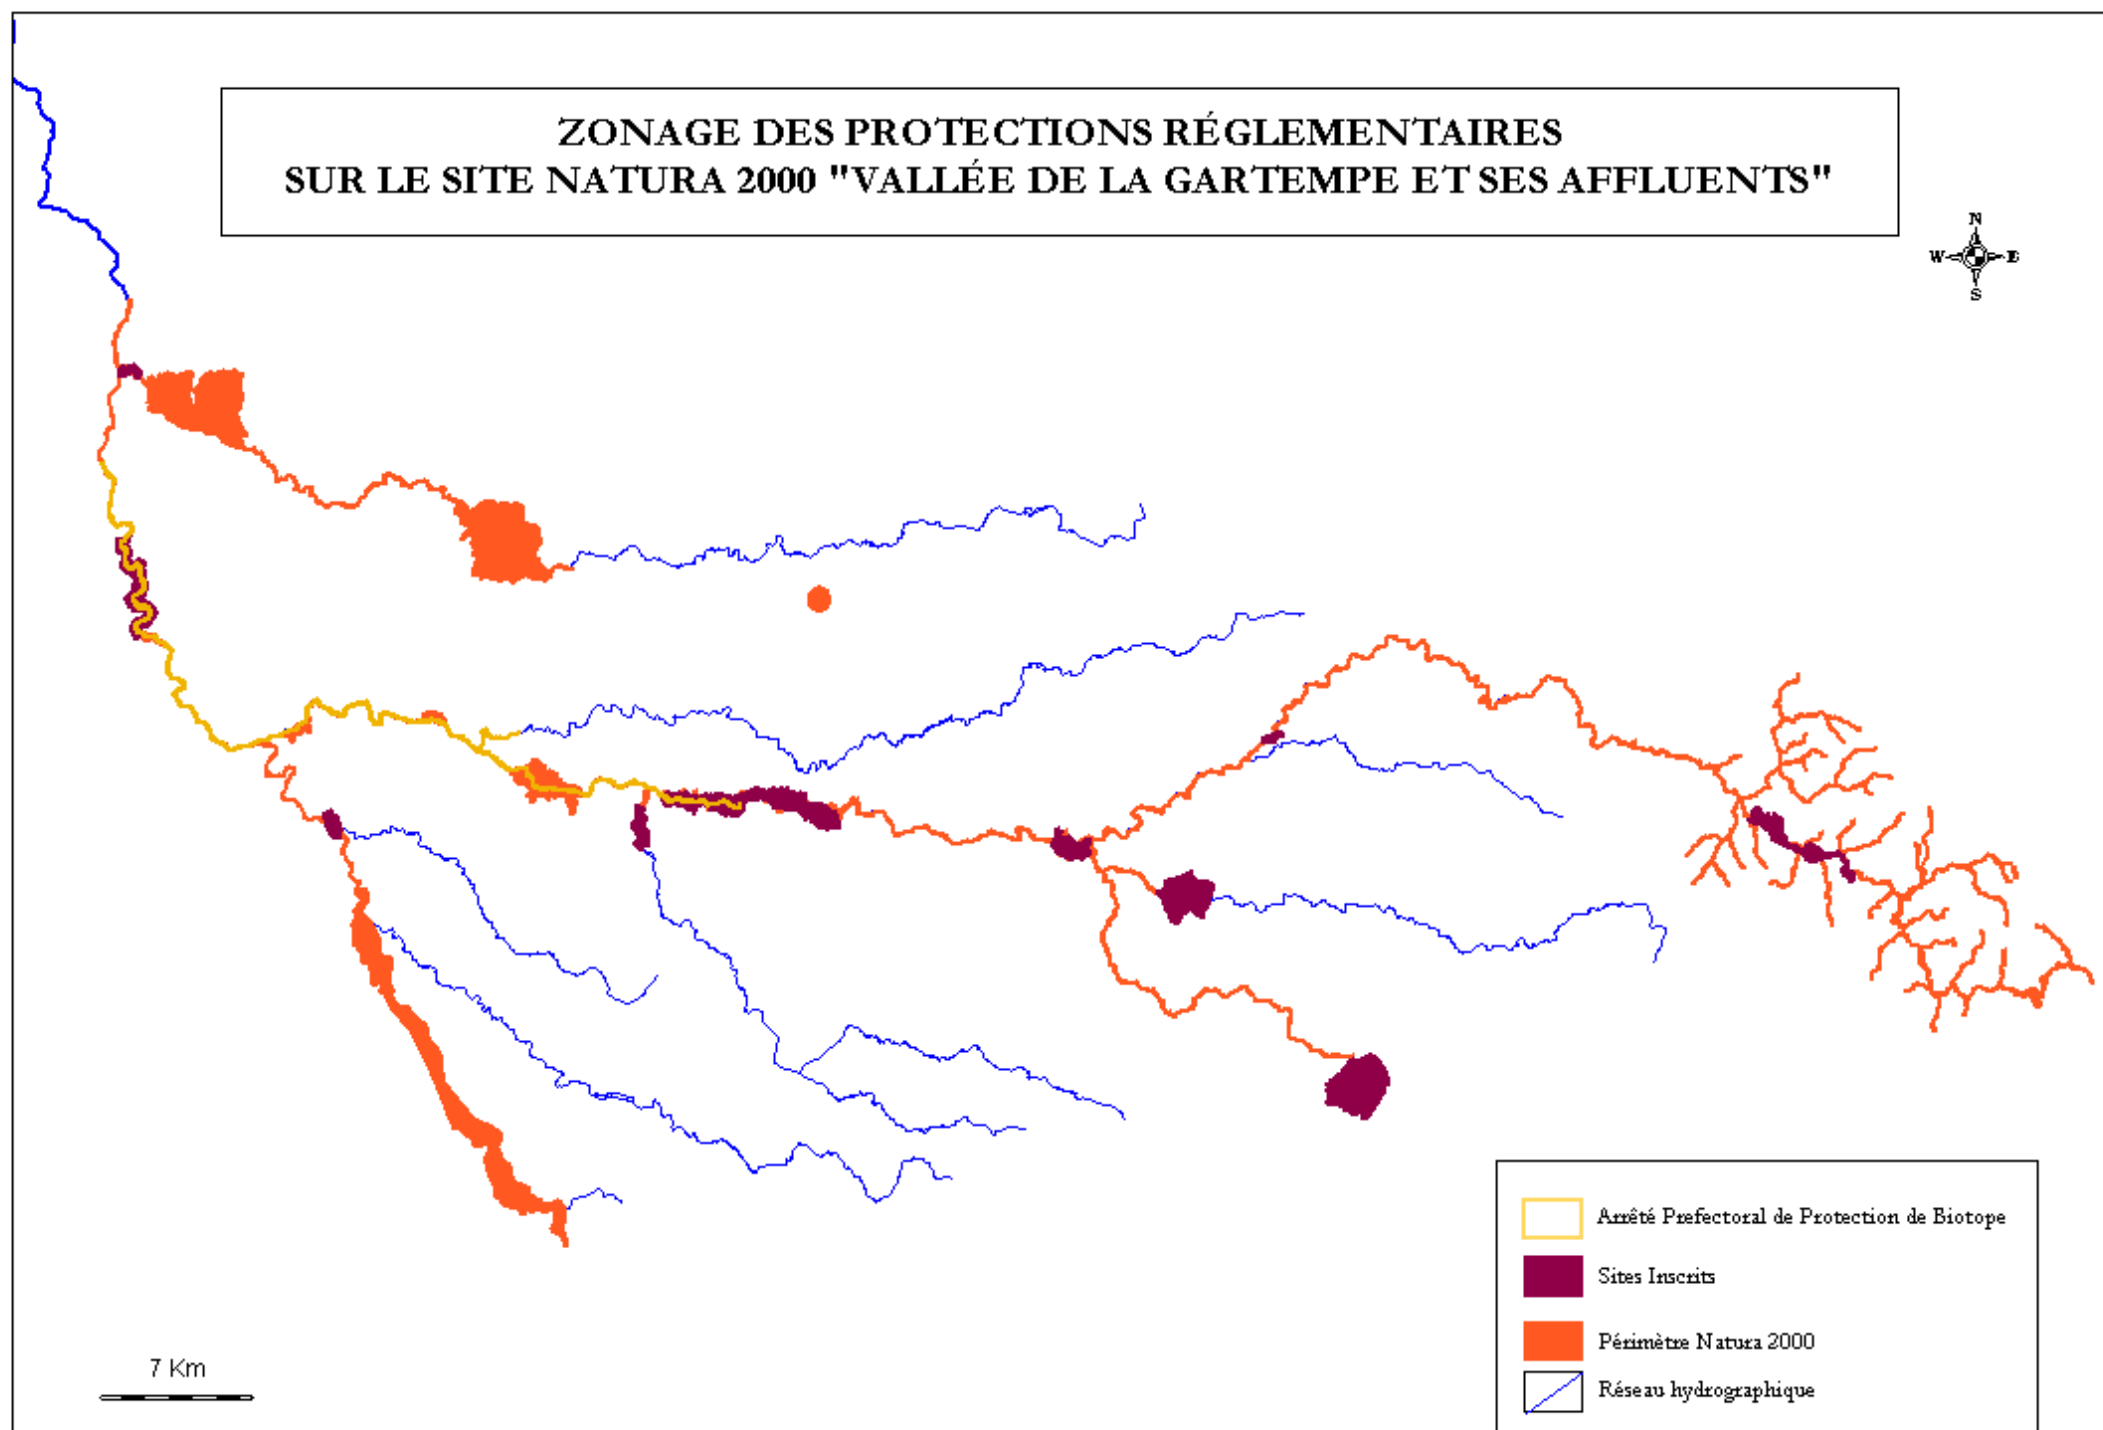 ZONAGE DES PROTECTIONS RÉGLEMENTAIRES
SUR LE SITE NATURA 2000 "VALLÉE DE LA GARTEMPE ET SES AFFLUENTS"
N
W E
S
Arrêté Prefectoral de Protection de Biotope
Sites Inscrits
Périmètre Natura 2000
Réseau hydrographique
7 Km